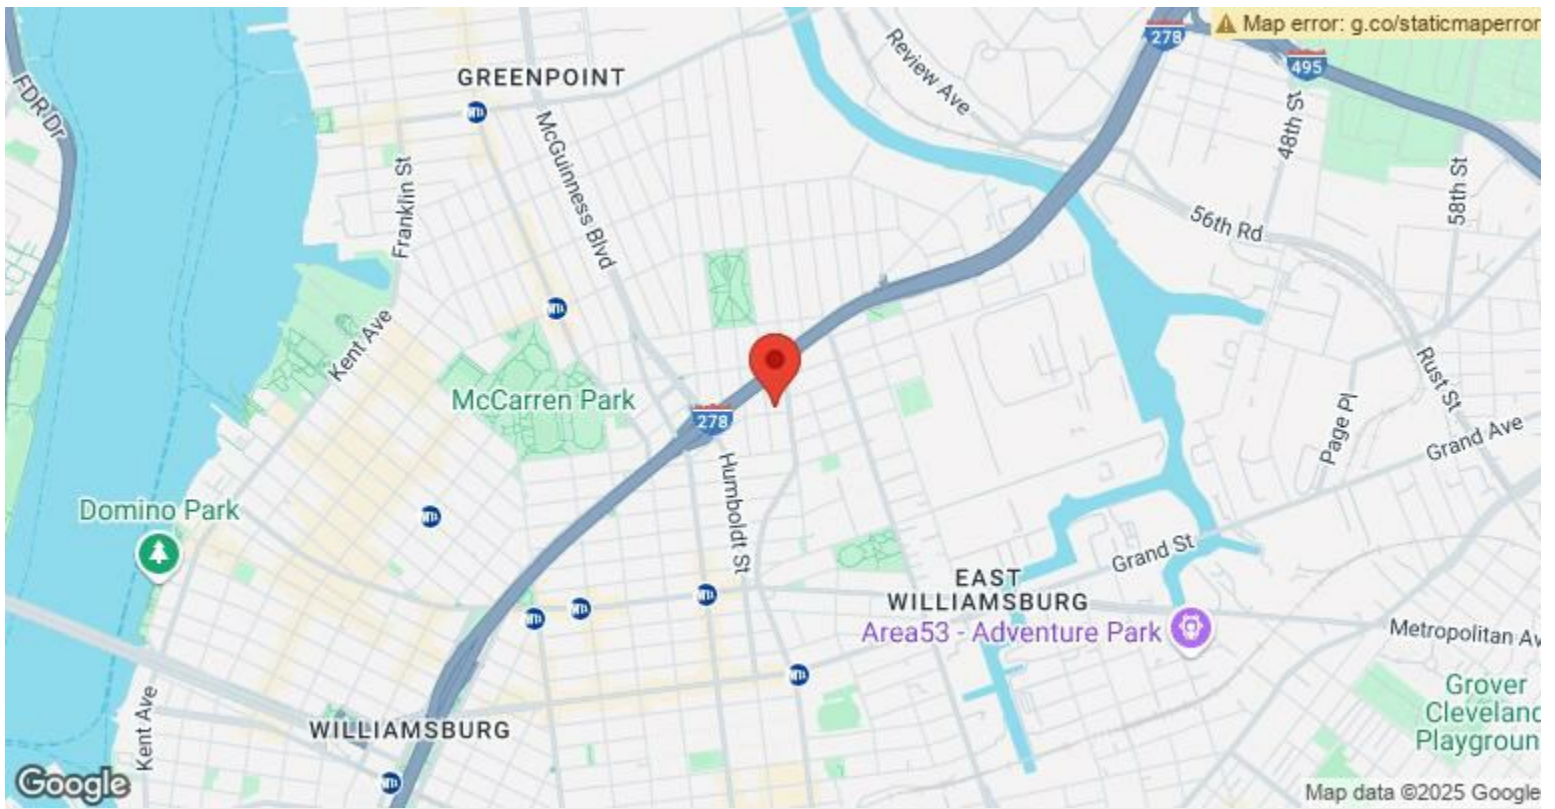 Map error: g.co/staticmaperror
278
495
FDR Dr
GREENPOINT
Review Ave
48th St
McGuinness Blvd
Franklin St
58th St
56th Rd
Kent Ave
McCarren Park
278
Rust St
Page Pl
Grand Ave
Humboldt St
Domino Park
Grand St
EAST
WILLIAMSBURG
Area53 - Adventure Park
Metropolitan Av
Kent Ave
WILLIAMSBURG
Grover
Cleveland
Playgroun
Google
Map data ©2025 Google